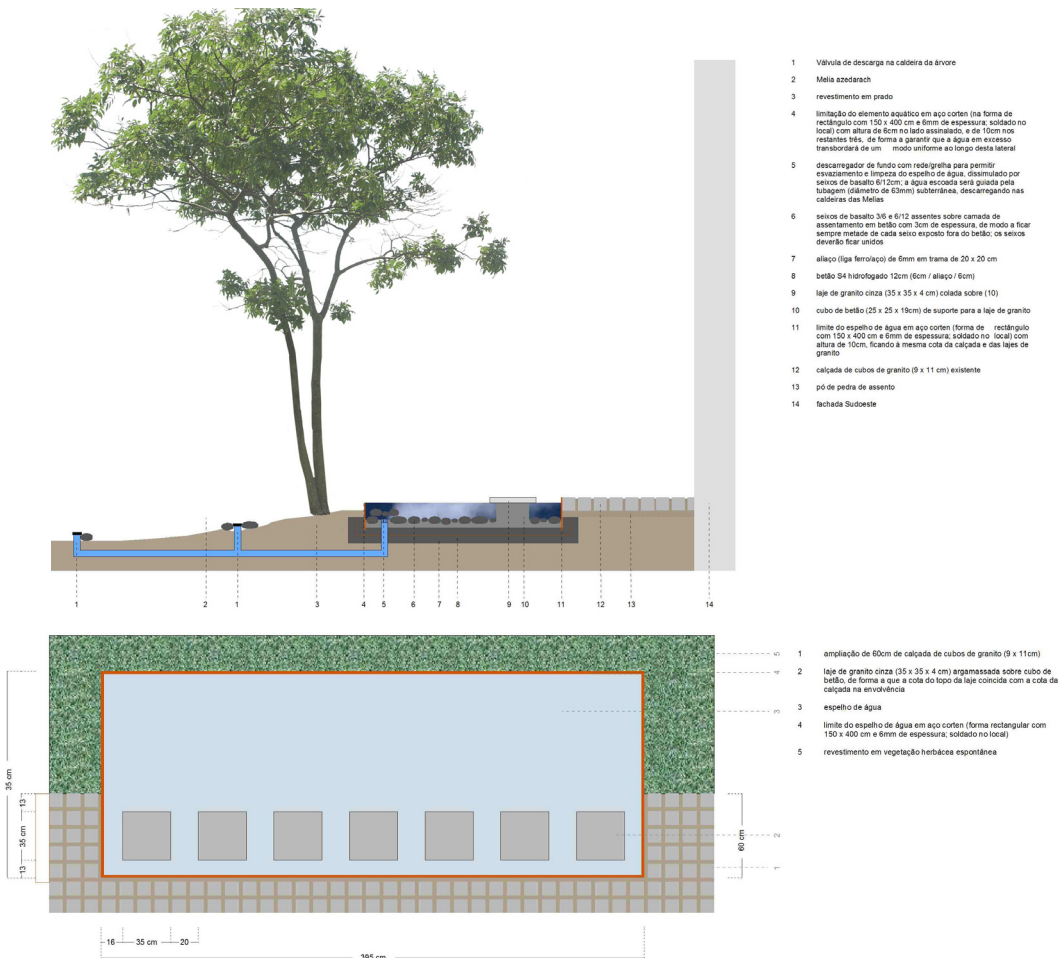 1 Válvula de descarga na caldeira da árvore
2 Melia azedarach
3 revestimento em prado
4 limitação do elemento aquático em aço corten (na forma de
rectângulo com 150 x 400 cm e 6mm de espessura; soldado no
local) com altura de 6cm no lado assinalado, e de 10cm nos
restantes três, de forma a garantir que a água em excesso
transbordará de um modo uniforme ao longo desta lateral
5 descarregador de fundo com rede/grelha para permitir
esvaziamento e limpeza do espelho de água, dissimulado por
seixos de basalto 6/12cm; a água escoada será guiada pela
tubagem (diâmetro de 63mm) subterrânea, descarregando nas
caldeiras das Melias
6 seixos de basalto 3/6 e 6/12 assentes sobre camada de
assentamento em betão com 3cm de espessura, de modo a ficar
sempre metade de cada seixo exposto fora do betão; os seixos
deverão ficar unidos
7 aliaço (liga ferro/aço) de 6mm em trama de 20 x 20 cm
8 betão S4 hidrofogado 12cm (6cm / aliaço / 6cm)
9 laje de granito cinza (35 x 35 x 4 cm) colada sobre (10)
10 cubo de betão (25 x 25 x 19cm) de suporte para a laje de granito
11 limite do espelho de água em aço corten (forma de rectângulo
com 150 x 400 cm e 6mm de espessura; soldado no local) com
altura de 10cm, ficando à mesma cota da calçada e das lajes de
granito
12 calçada de cubos de granito (9 x 11 cm) existente
13 pó de pedra de assento
14 fachada Sudoeste
1 2 1 3 4 5 6 7 8 9 10 11 12 13 14
1 ampliação de 60cm de calçada de cubos de granito (9 x 11cm)
2 laje de granito cinza (35 x 35 x 4 cm) argamassada sobre cubo de
betão, de forma a que a cota do topo da laje coincida com a cota da
calçada na envolvência
3 espelho de água
4 limite do espelho de água em aço corten (forma rectangular com
150 x 400 cm e 6mm de espessura; soldado no local)
5 revestimento em vegetação herbácea espontânea
5
4
3
2
1
35 cm
13
35 cm
13
60 cm
16 35 cm 20
395 cm